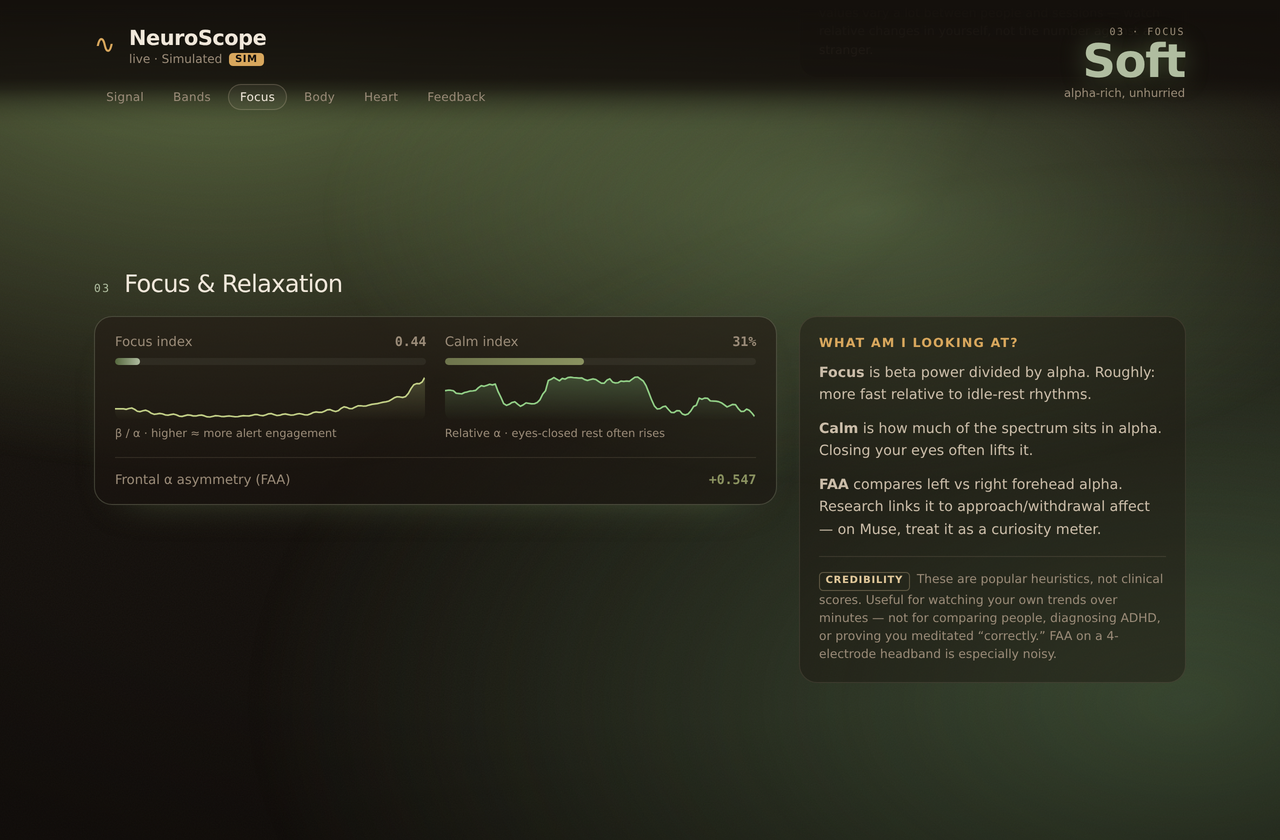 NeuroScope
live · Simulated SIM
03 · FOCUS
Soft
alpha-rich, unhurried
Signal Bands Focus Body Heart Feedback
stranger.
03 Focus & Relaxation
Focus index 0.44
β / α · higher ≈ more alert engagement
Calm index 31%
Relative α · eyes-closed rest often rises
Frontal α asymmetry (FAA) +0.547
WHAT AM I LOOKING AT?
Focus is beta power divided by alpha. Roughly:
more fast relative to idle-rest rhythms.
Calm is how much of the spectrum sits in alpha.
Closing your eyes often lifts it.
FAA compares left vs right forehead alpha.
Research links it to approach/withdrawal affect
— on Muse, treat it as a curiosity meter.
CREDIBILITY These are popular heuristics, not clinical
scores. Useful for watching your own trends over
minutes — not for comparing people, diagnosing ADHD,
or proving you meditated “correctly.” FAA on a 4-
electrode headband is especially noisy.